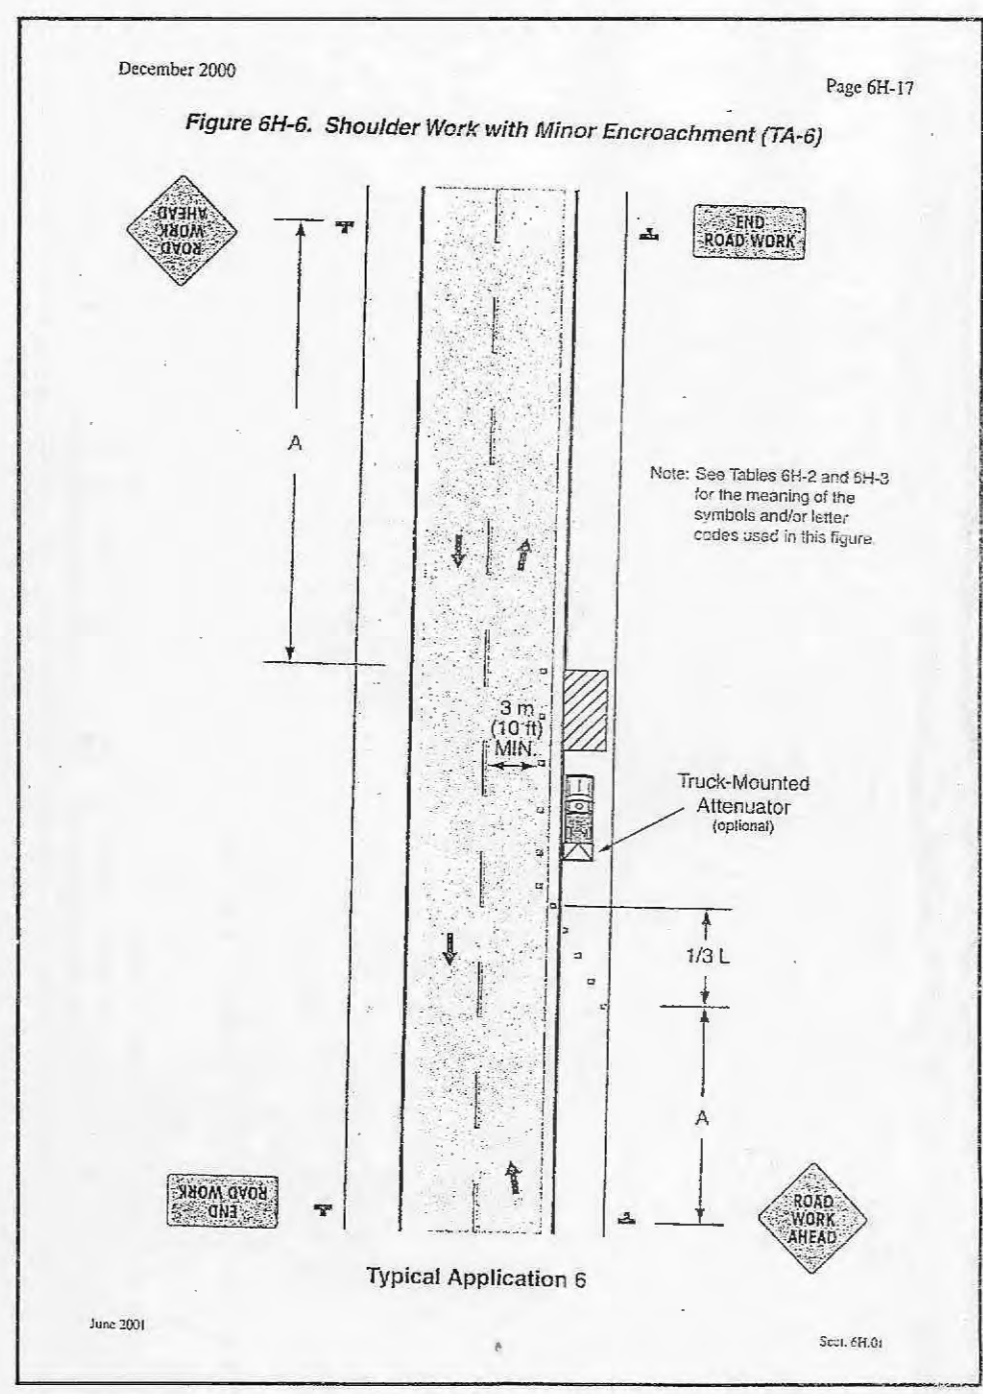 December 2000
Page 6H-17
Figure 6H-6. Shoulder Work with Minor Encroachment (TA-6)
ROAD
WORK
AHEAD
END
ROAD WORK
A
Note: See Tables 6H-2 and 6H-3
for the meaning of the
symbols and/or letter
codes used in this figure.
3 m
(10 ft)
MIN.
Truck-Mounted
Attenuator
(optional)
1/3 L
A
END
ROAD WORK
ROAD
WORK
AHEAD
Typical Application 6
June 2001
Sect. 6H.01